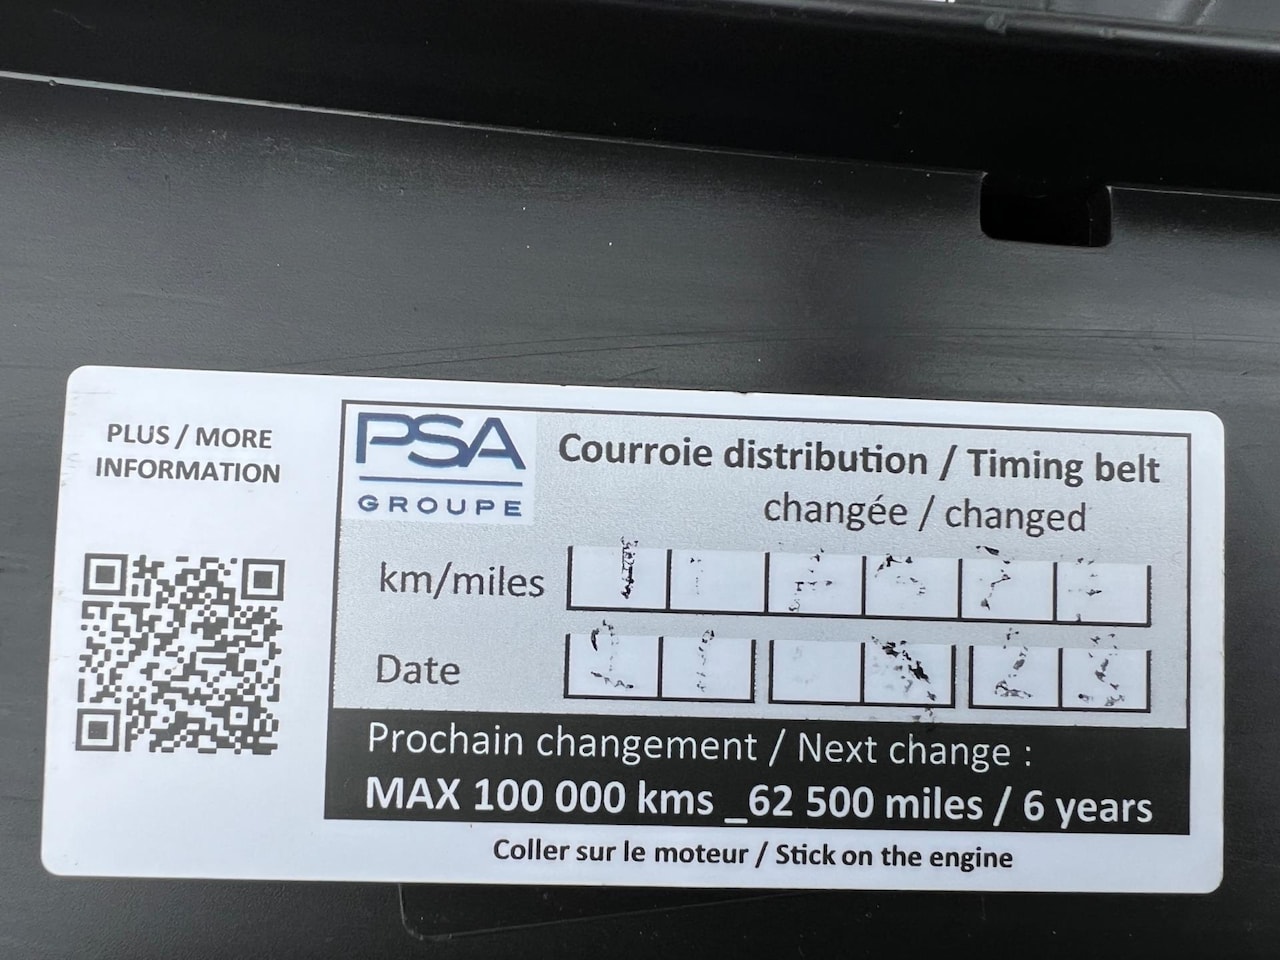 PLUS / MORE
INFORMATION
PSA
GROUPE
Courroie distribution / Timing belt
changée / changed
km/miles
Date
Prochain changement / Next change :
MAX 100 000 kms _62 500 miles / 6 years
Coller sur le moteur / Stick on the engine